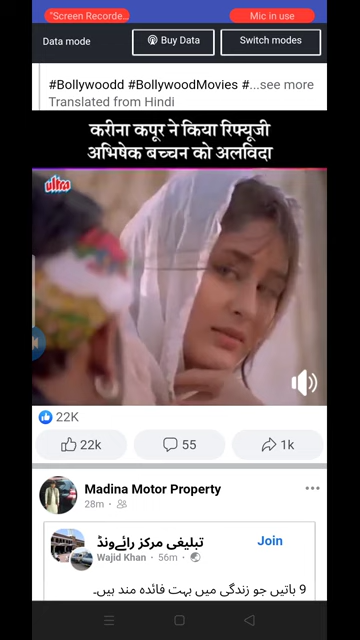 "Screen Recorde...
Mic in use
Data mode
Buy Data
Switch modes
#Bollywoodd #BollywoodMovies #...see more
Translated from Hindi
करीना कपूर ने किया रिफ्यूजी
अभिषेक बच्चन को अलविदा
ultra
22K
22k
55
1k
Madina Motor Property
28m ·
تبلیغی مرکز رائےونڈ
Join
Wajid Khan · 56m ·
9 باتیں جو زندگی میں بہت فائدہ مند ہیں۔